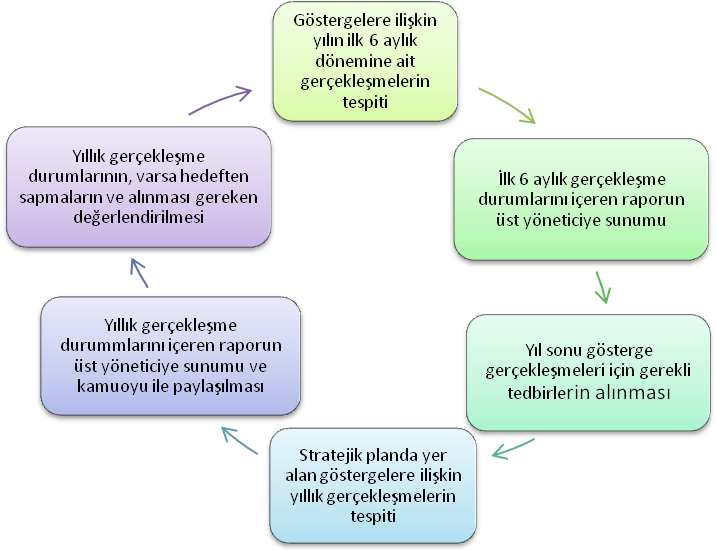 Göstergelere ilişkin
yılın ilk 6 aylık
dönemine ait
gerçekleşmelerin
tespiti
İlk 6 aylık gerçekleşme
durumlarını içeren raporun
üst yöneticiye sunumu
Yıl sonu gösterge
gerçekleşmeleri için gerekli
tedbirlerin alınması
Stratejik planda yer
alan göstergelere ilişkin
yıllık gerçekleşmelerin
tespiti
Yıllık gerçekleşme
durummlarını içeren raporun
üst yöneticiye sunumu ve
kamuoyu ile paylaşılması
Yıllık gerçekleşme
durumlarının, varsa hedeften
sapmaların ve alınması gereken
değerlendirilmesi